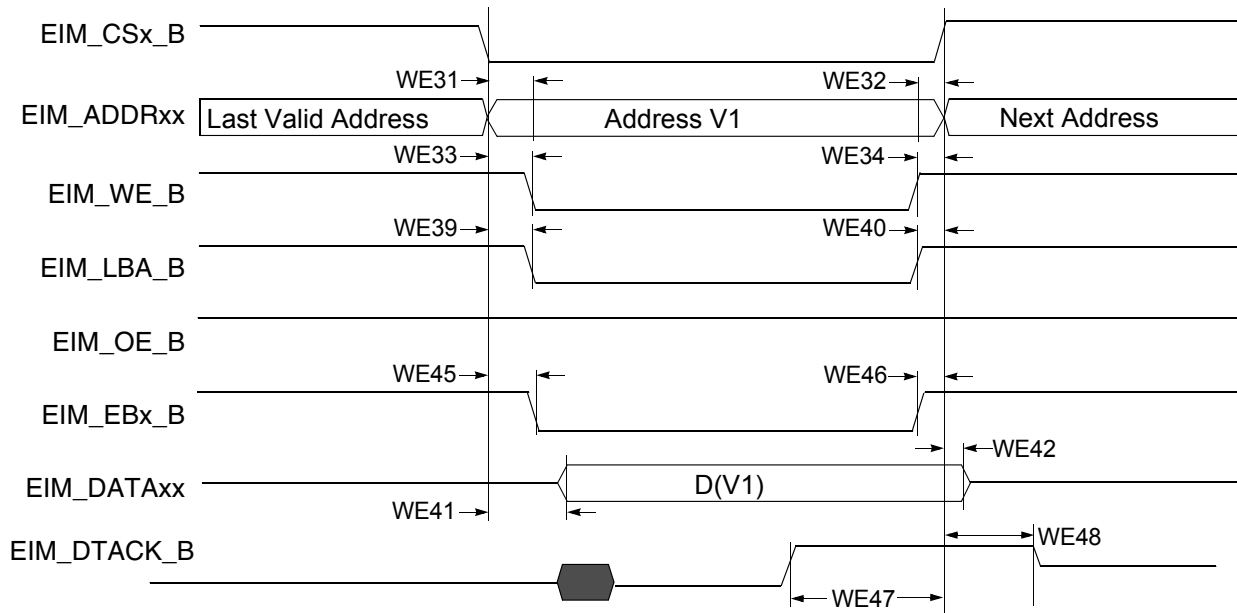 EIM_CSx_B
WE31
WE32
EIM_ADDRxx
Last Valid Address
Address V1
Next Address
WE33
WE34
EIM_WE_B
WE39
WE40
EIM_LBA_B
EIM_OE_B
WE45
WE46
EIM_EBx_B
WE42
EIM_DATAxx
D(V1)
WE41
EIM_DTACK_B
WE48
WE47